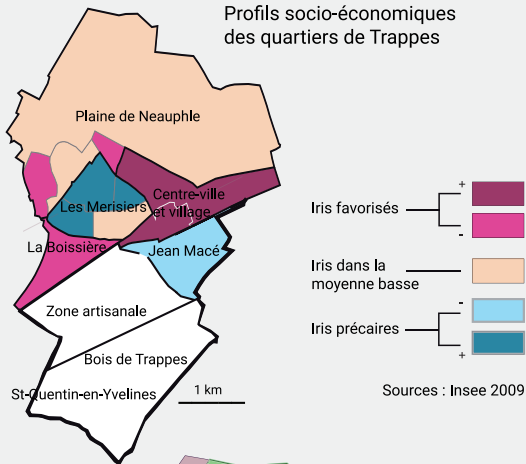 Profils socio-économiques
des quartiers de Trappes
Plaine de Neauphle
Centre-ville
et village
Les Merisiers
La Boissière
Jean Macé
Zone artisanale
Bois de Trappes
St-Quentin-en-Yvelines
1 km
+
Iris favorisés
-
Iris dans la
moyenne basse
-
Iris précaires
+
Sources : Insee 2009